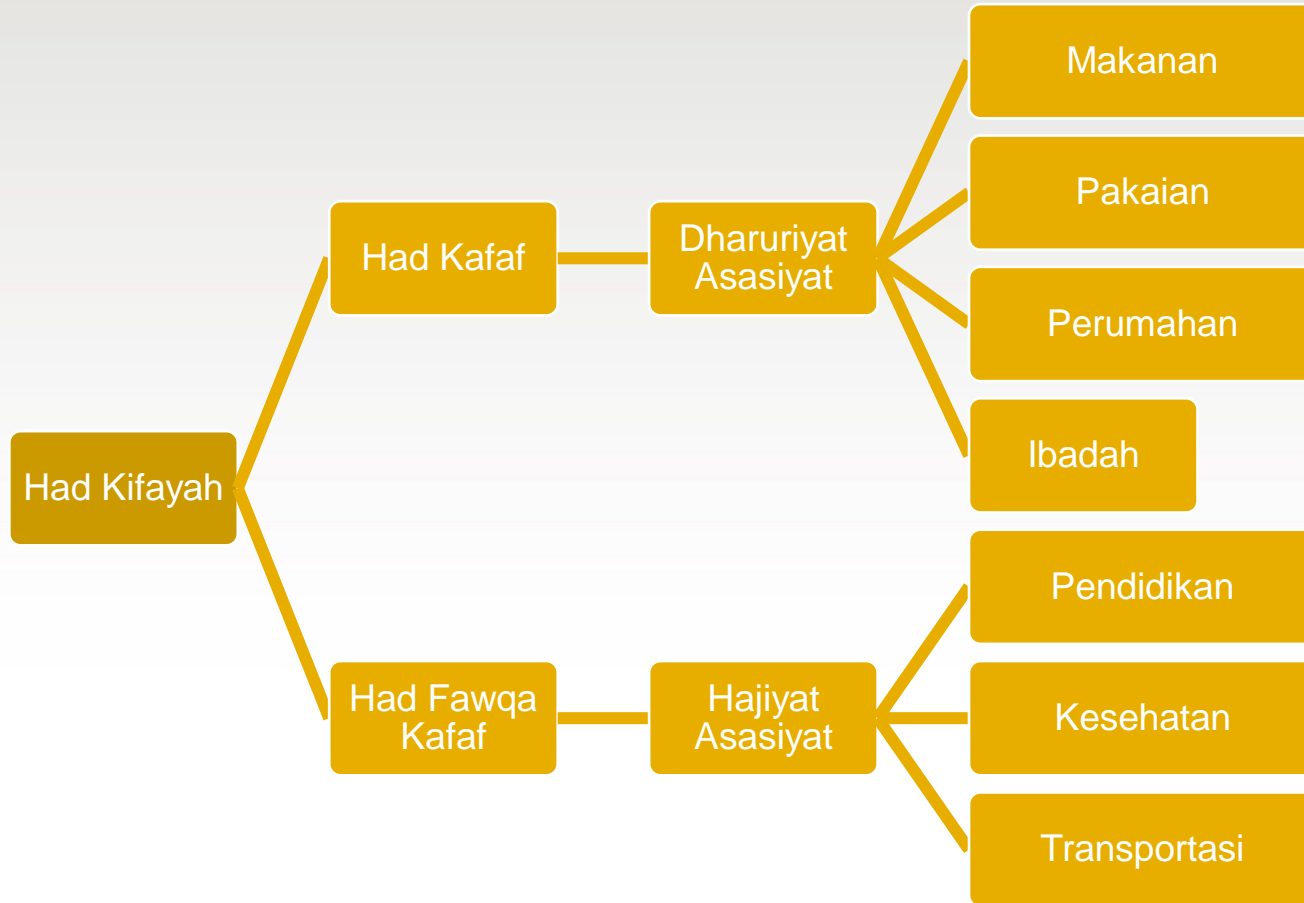 Had Kifayah
Had Kafaf
Dharuriyat
Asasiyat
Makanan
Pakaian
Perumahan
Ibadah
Had Fawqa
Kafaf
Hajiyat
Asasiyat
Pendidikan
Kesehatan
Transportasi